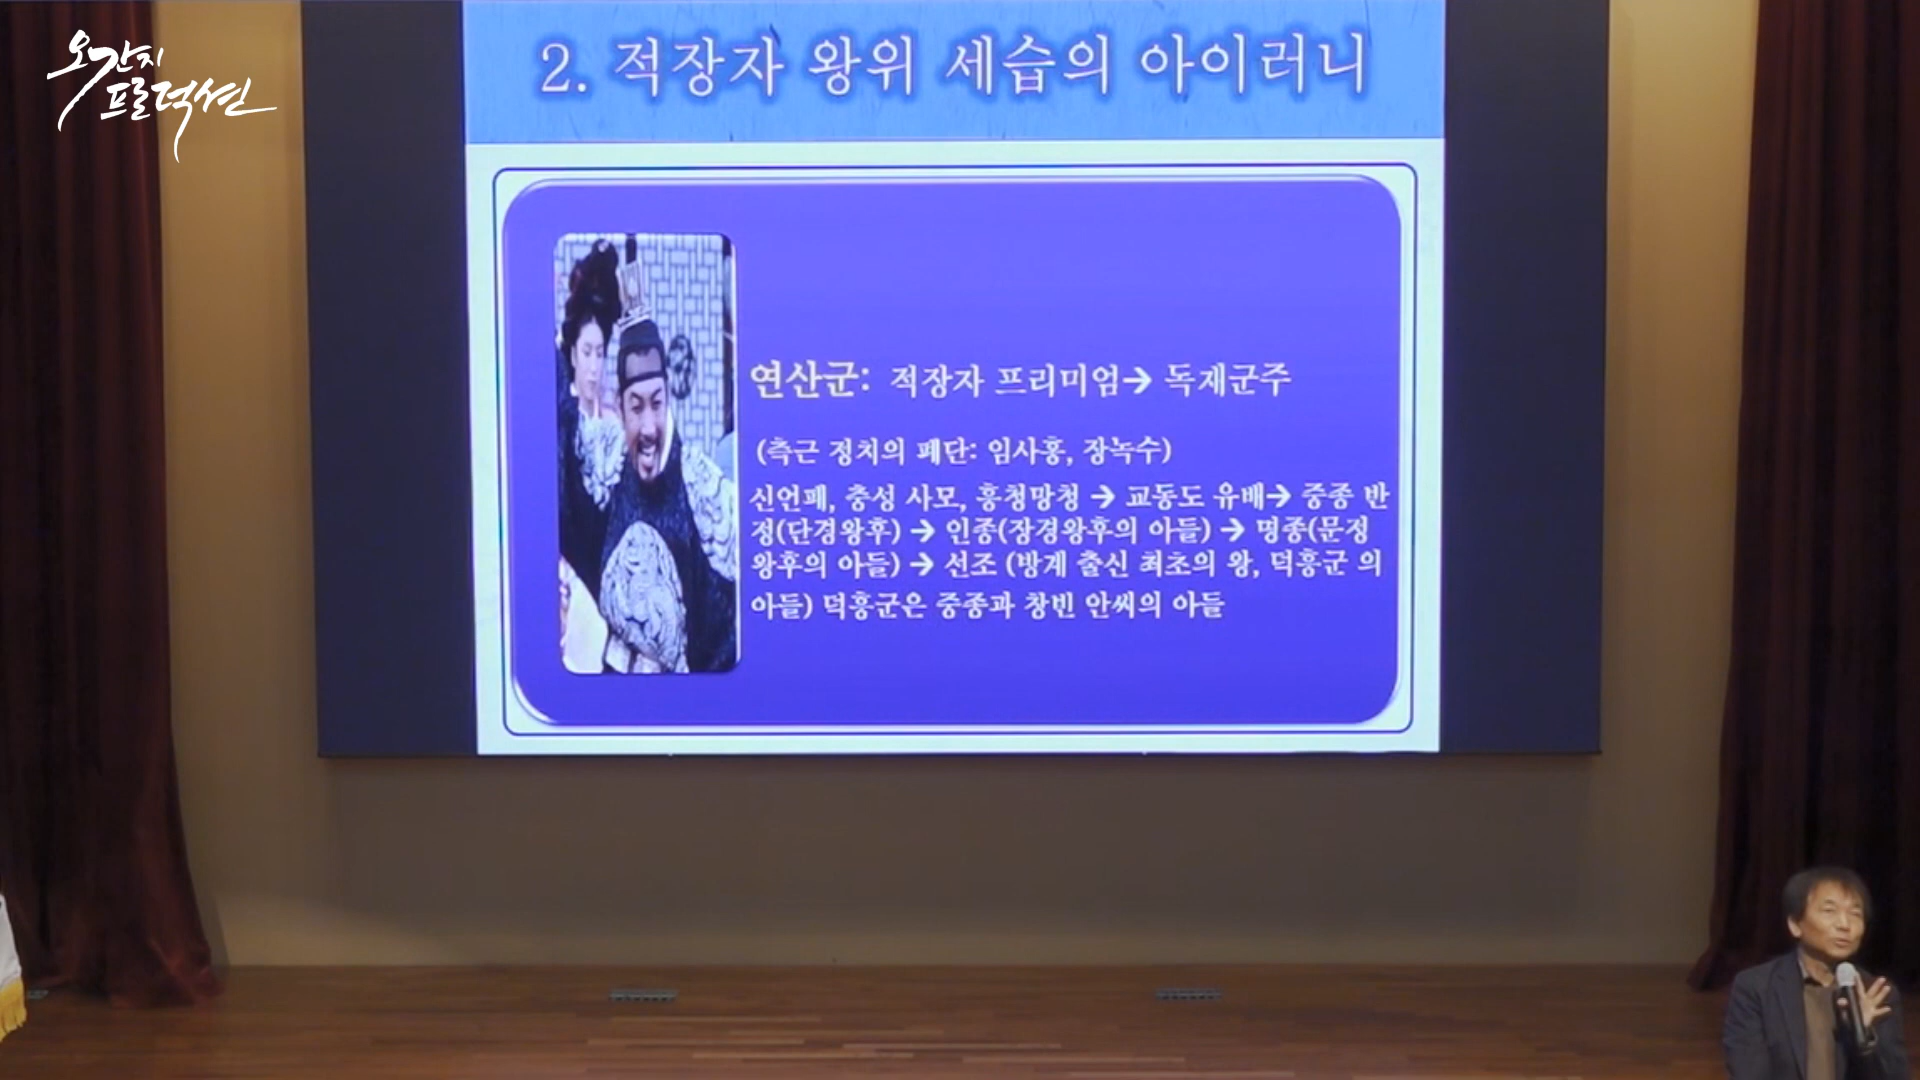 오간지
프로덕션
2. 적장자 왕위 세습의 아이러니
연산군: 적장자 프리미엄→ 독재군주
(측근 정치의 폐단: 임사홍, 장녹수)
신언패, 충성 사모, 흥청망청 → 교동도 유배→ 중종 반
정(단경왕후) → 인종(장경왕후의 아들) → 명종(문정
왕후의 아들) → 선조 (방계 출신 최초의 왕, 덕흥군 의
아들) 덕흥군은 중종과 창빈 안씨의 아들